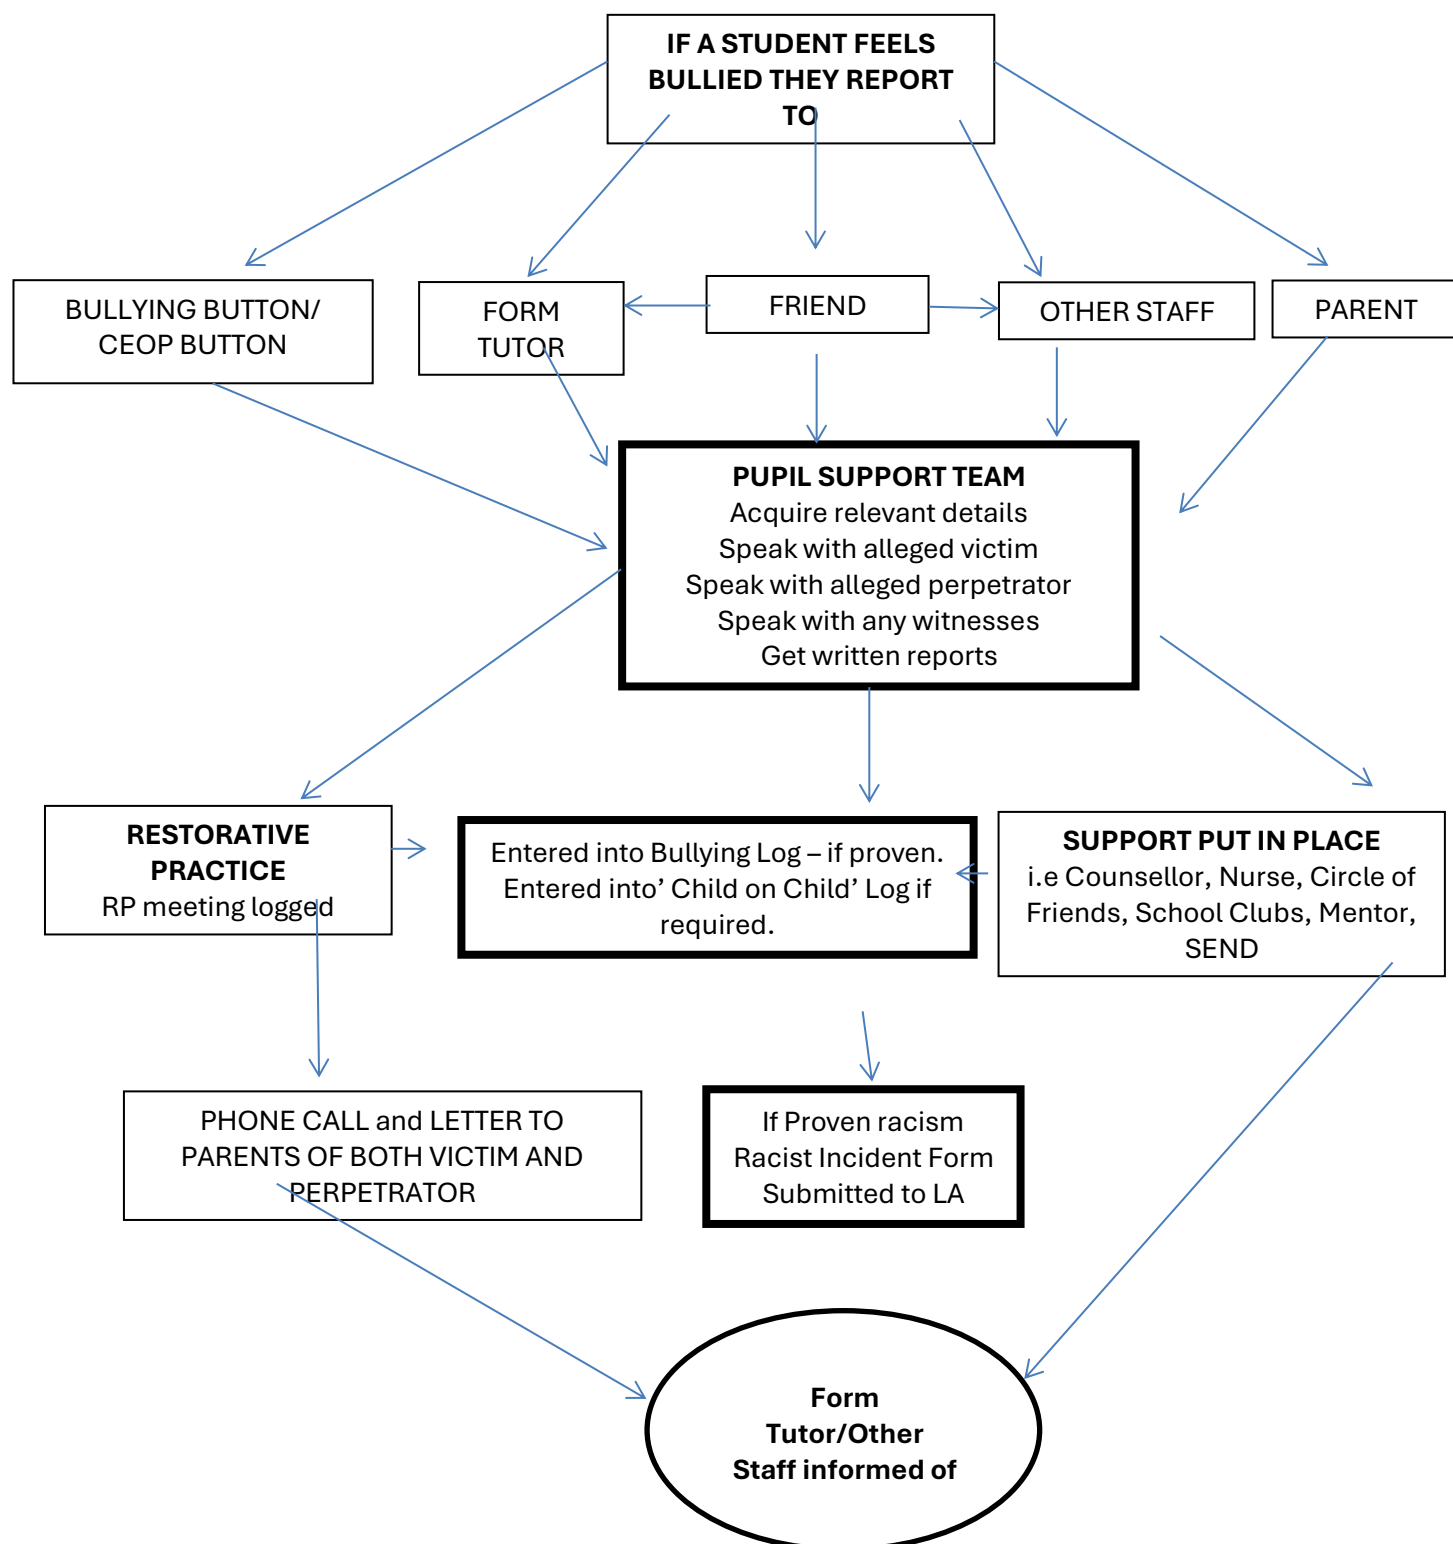 IF A STUDENT FEELS
BULLIED THEY REPORT
TO
BULLYING BUTTON/
CEOP BUTTON
FORM
TUTOR
FRIEND
OTHER STAFF
PARENT
PUPIL SUPPORT TEAM
Acquire relevant details
Speak with alleged victim
Speak with alleged perpetrator
Speak with any witnesses
Get written reports
RESTORATIVE
PRACTICE
RP meeting logged
Entered into Bullying Log – if proven.
Entered into’ Child on Child’ Log if
required.
SUPPORT PUT IN PLACE
i.e Counsellor, Nurse, Circle of
Friends, School Clubs, Mentor,
SEND
PHONE CALL and LETTER TO
PARENTS OF BOTH VICTIM AND
PERPETRATOR
If Proven racism
Racist Incident Form
Submitted to LA
Form
Tutor/Other
Staff informed of